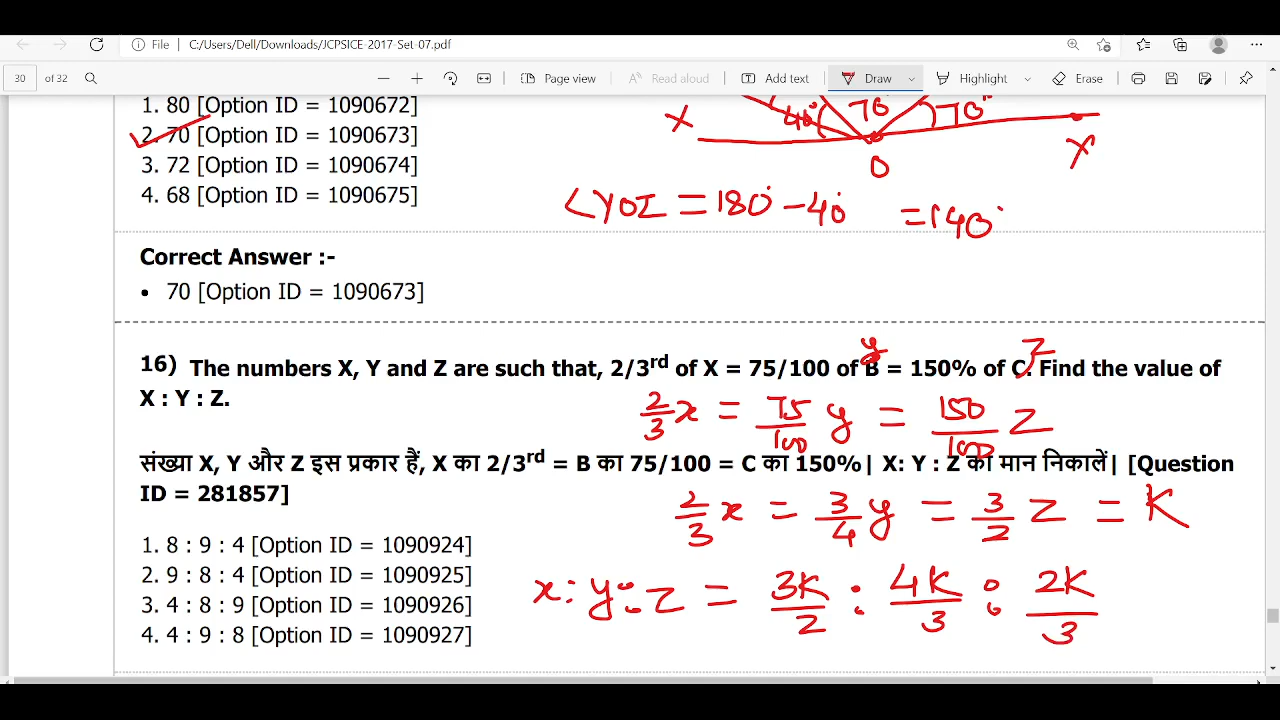 File C:/Users/Dell/Downloads/JCPSICE-2017-Set-07.pdf
30 of 32 Page view Read aloud Add text Draw Highlight Erase
1. 80 [Option ID = 1090672]
2. 70 [Option ID = 1090673]
3. 72 [Option ID = 1090674]
4. 68 [Option ID = 1090675]
X 40° 70° 70° X
O
∠YOZ = 180° - 40° = 140°
Correct Answer :-
• 70 [Option ID = 1090673]
y Z
16) The numbers X, Y and Z are such that, 2/3rd of X = 75/100 of B = 150% of C. Find the value of
X : Y : Z.
2/3 x = 75/100 y = 150/100 Z
संख्या X, Y और Z इस प्रकार हैं, X का 2/3rd = B का 75/100 = C का 150%| X: Y : Z का मान निकालें| [Question
ID = 281857]
2/3 x = 3/4 y = 3/2 Z = K
1. 8 : 9 : 4 [Option ID = 1090924]
2. 9 : 8 : 4 [Option ID = 1090925]
3. 4 : 8 : 9 [Option ID = 1090926]
4. 4 : 9 : 8 [Option ID = 1090927]
x : y : Z = 3K/2 : 4K/3 : 2K/3